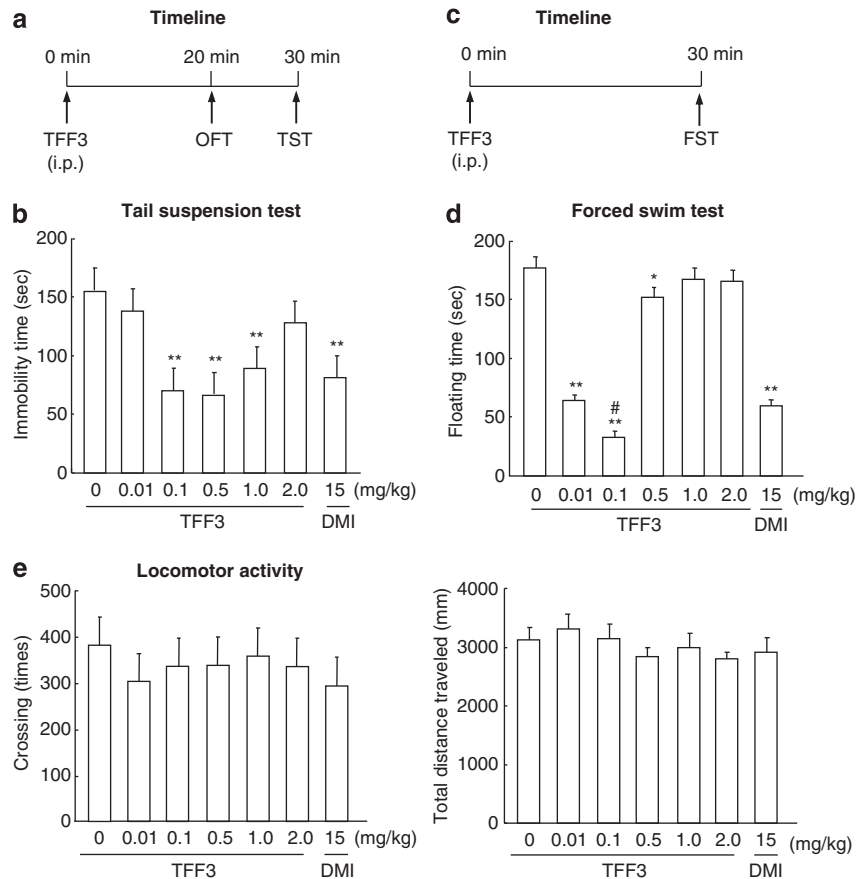 a
Timeline
0 min 20 min 30 min
TFF3 OFT TST
(i.p.)
c
Timeline
0 min 30 min
TFF3 FST
(i.p.)
b
Tail suspension test
Immobility time (sec)
200
150
100
50
0
** ** ** **
0 0.01 0.1 0.5 1.0 2.0 15 (mg/kg)
TFF3 DMI
d
Forced swim test
Floating time (sec)
200
150
100
50
0
*
#
** ** **
0 0.01 0.1 0.5 1.0 2.0 15 (mg/kg)
TFF3 DMI
e
Locomotor activity
Crossing (times)
500
400
300
200
100
0
0 0.01 0.1 0.5 1.0 2.0 15 (mg/kg)
TFF3 DMI
Total distance traveled (mm)
4000
3000
2000
1000
0
0 0.01 0.1 0.5 1.0 2.0 15 (mg/kg)
TFF3 DMI